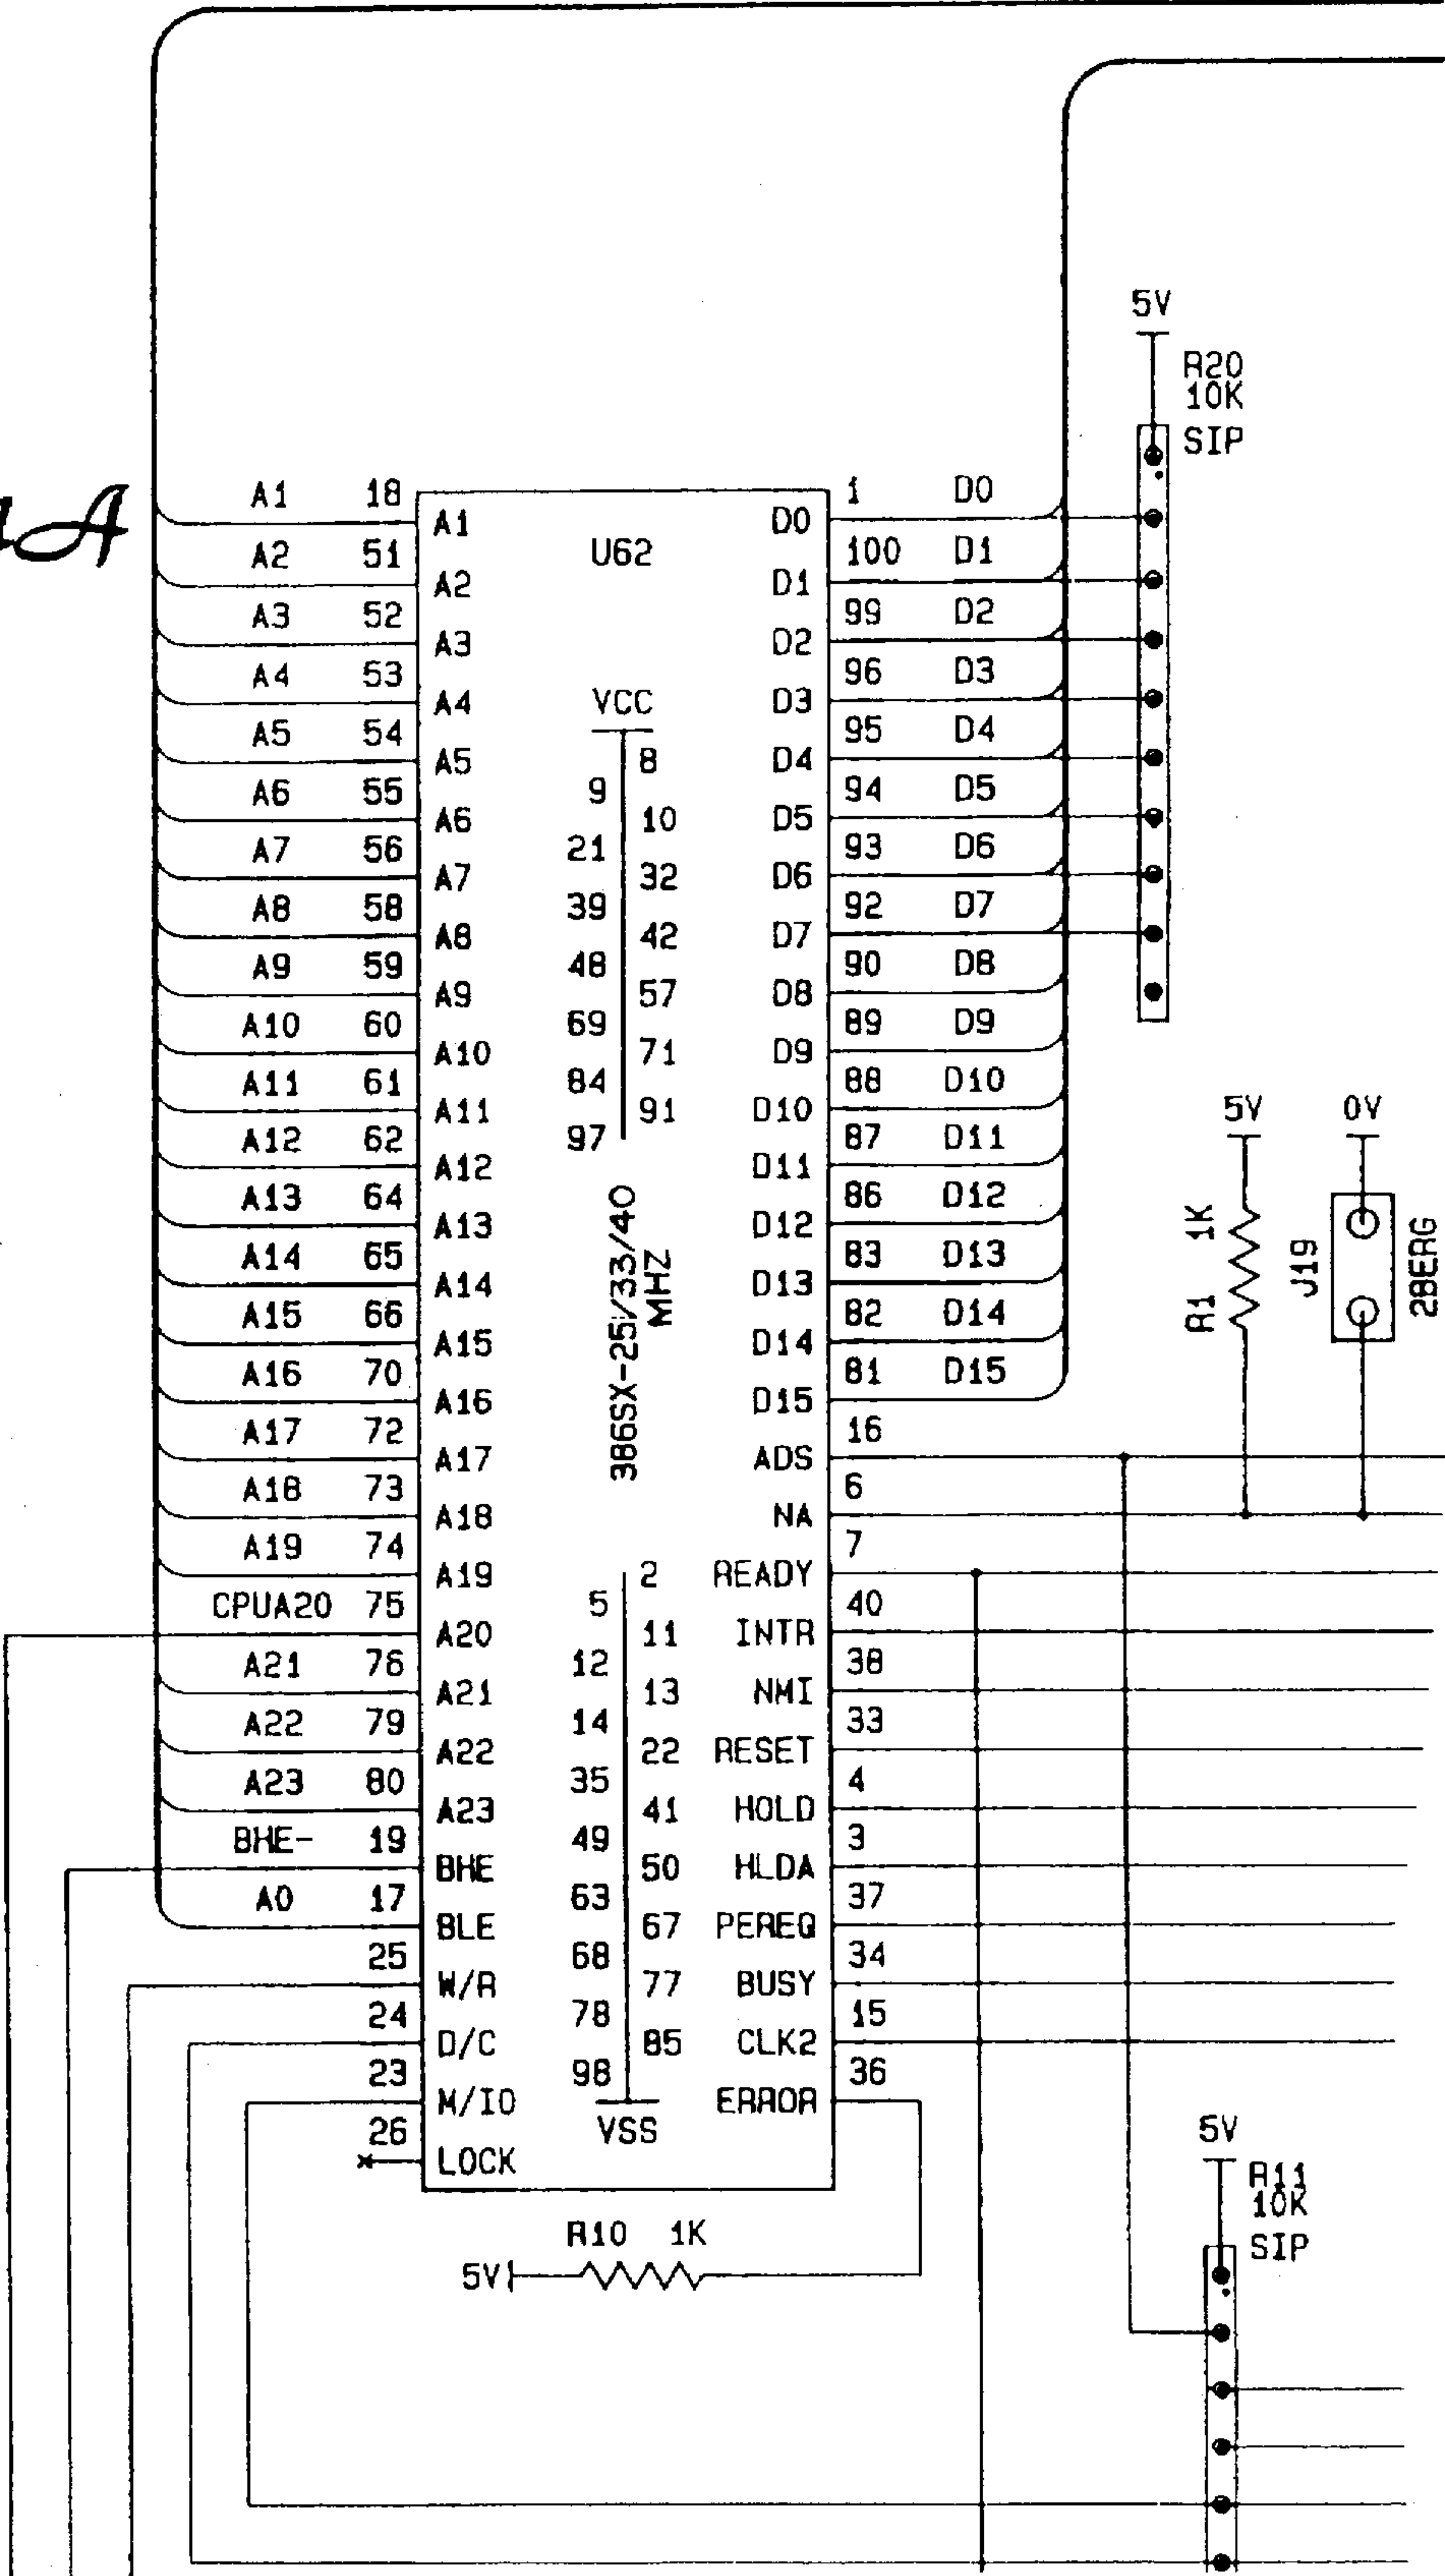 5V
R20
10K
SIP
A1 18 A1 U62 D0 1 D0
A2 51 A2 D1 100 D1
A3 52 A3 D2 99 D2
A4 53 A4 VCC D3 96 D3
A5 54 A5 8 D4 95 D4
A6 55 A6 9 10 D5 94 D5
A7 56 A7 21 32 D6 93 D6
A8 58 A8 39 42 D7 92 D7
A9 59 A9 48 57 D8 90 D8
A10 60 A10 69 71 D9 89 D9
A11 61 A11 84 91 D10 88 D10
A12 62 A12 97 D11 87 D11
5V 0V
A13 64 A13 D12 86 D12
A14 65 A14 D13 83 D13
A15 66 A15 D14 82 D14
A16 70 A16 D15 81 D15
386SX-25/33/40
MHZ
R1 1K
J19
2BERG
A17 72 A17 ADS 16
A18 73 A18 NA 6
A19 74 A19 2 READY 7
CPUA20 75 A20 5 11 INTR 40
A21 76 A21 12 13 NMI 38
A22 79 A22 14 22 RESET 33
A23 80 A23 35 41 HOLD 4
BHE- 19 BHE 49 50 HLDA 3
A0 17 BLE 63 67 PEREQ 37
25 W/R 68 77 BUSY 34
24 D/C 78 85 CLK2 15
23 M/IO 98 ERROR 36
VSS
26 LOCK
R10 1K
5V
5V
R11
10K
SIP